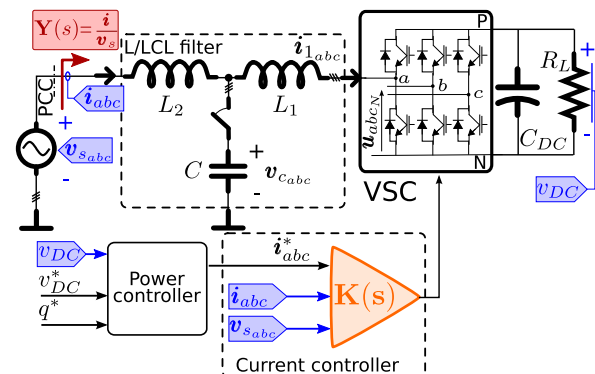 Y(s)=i/v_s
PCC
L/LCL filter
i_1abc
L_2
L_1
i_abc
+
v_sabc
-
C
+
v_cabc
-
P
a
b
c
u_abcN
N
VSC
C_DC
R_L
+
-
v_DC
v_DC
v*_DC
q*
Power
controller
i*_abc
i_abc
v_sabc
K(s)
Current controller